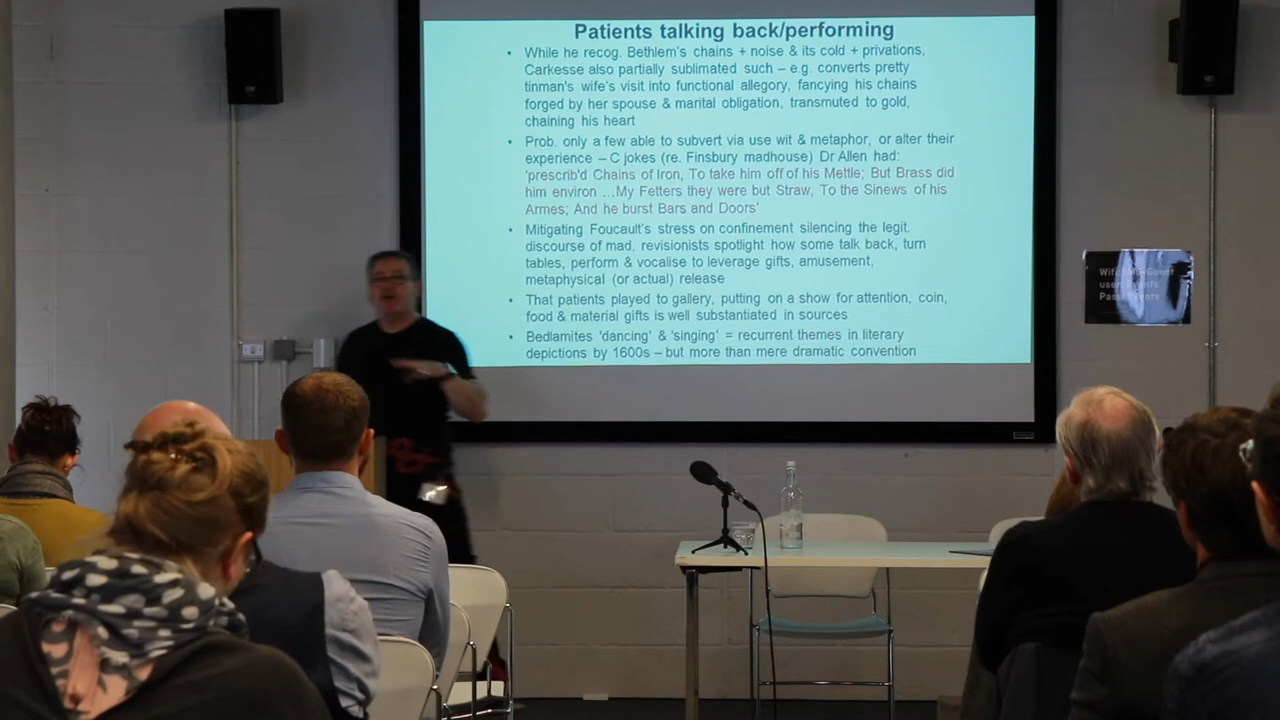 Patients talking back/performing
• While he recog. Bethlem's chains + noise & its cold + privations,
Carkesse also partially sublimated such – e.g. converts pretty
tinman's wife's visit into functional allegory, fancying his chains
forged by her spouse & marital obligation, transmuted to gold,
chaining his heart
• Prob. only a few able to subvert via use wit & metaphor, or alter their
experience – C jokes (re. Finsbury madhouse) Dr Allen had:
'prescrib'd Chains of Iron, To take him off of his Mettle; But Brass did
him environ ...My Fetters they were but Straw, To the Sinews of his
Armes; And he burst Bars and Doors'
• Mitigating Foucault's stress on confinement silencing the legit.
discourse of mad, revisionists spotlight how some talk back, turn
tables, perform & vocalise to leverage gifts, amusement,
metaphysical (or actual) release
• That patients played to gallery, putting on a show for attention, coin,
food & material gifts is well substantiated in sources
• Bedlamites 'dancing' & 'singing' = recurrent themes in literary
depictions by 1600s – but more than mere dramatic convention